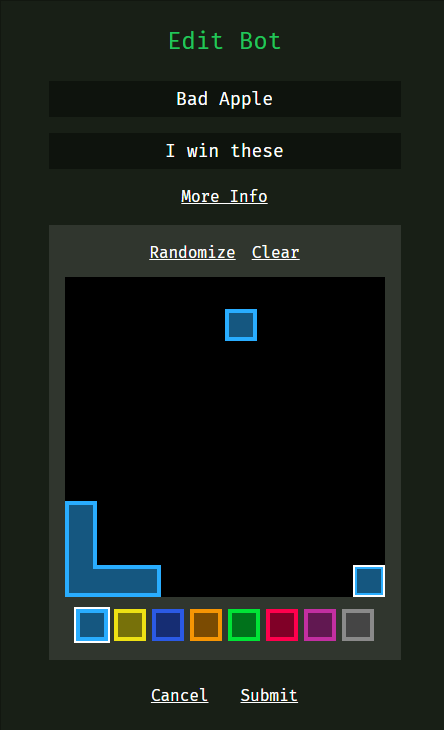 Edit Bot
Bad Apple
I win these
More Info
Randomize Clear
Cancel Submit